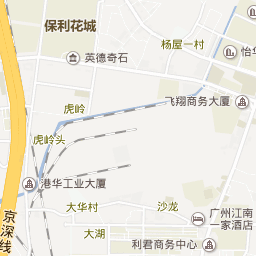 保利花城
杨屋一村
英德奇石
怡华
虎岭
飞翔商务大厦
虎岭头
港华工业大厦
大华村
沙龙
广州江南
一家酒店
京深线
大湖
利君商务中心